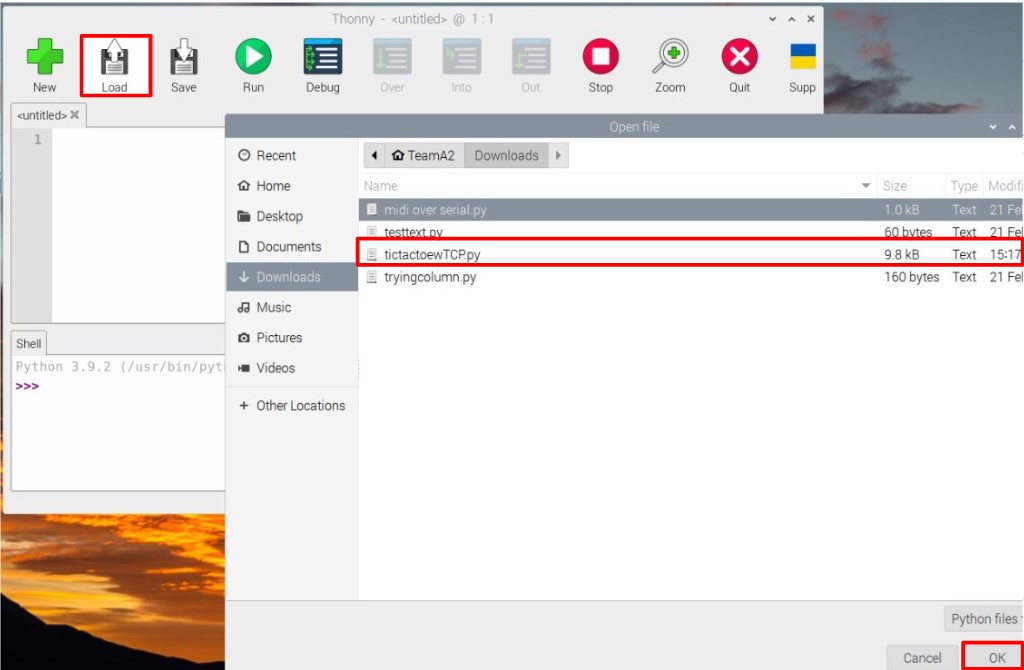 Thonny - <untitled> @ 1 : 1
New Load Save Run Debug Over Into Out Stop Zoom Quit Supp
<untitled>
1
Open file
Recent
Home
Desktop
Documents
Downloads
Music
Pictures
Videos
+ Other Locations
TeamA2 Downloads
Name Size Type Modifi
midi over serial.py 1.0 kB Text 21 Fel
testtext.py 60 bytes Text 21 Fel
tictactoewTCP.py 9.8 kB Text 15:17
tryingcolumn.py 160 bytes Text 21 Fel
Shell
Python 3.9.2 (/usr/bin/pyt
>>>
Python files
Cancel OK